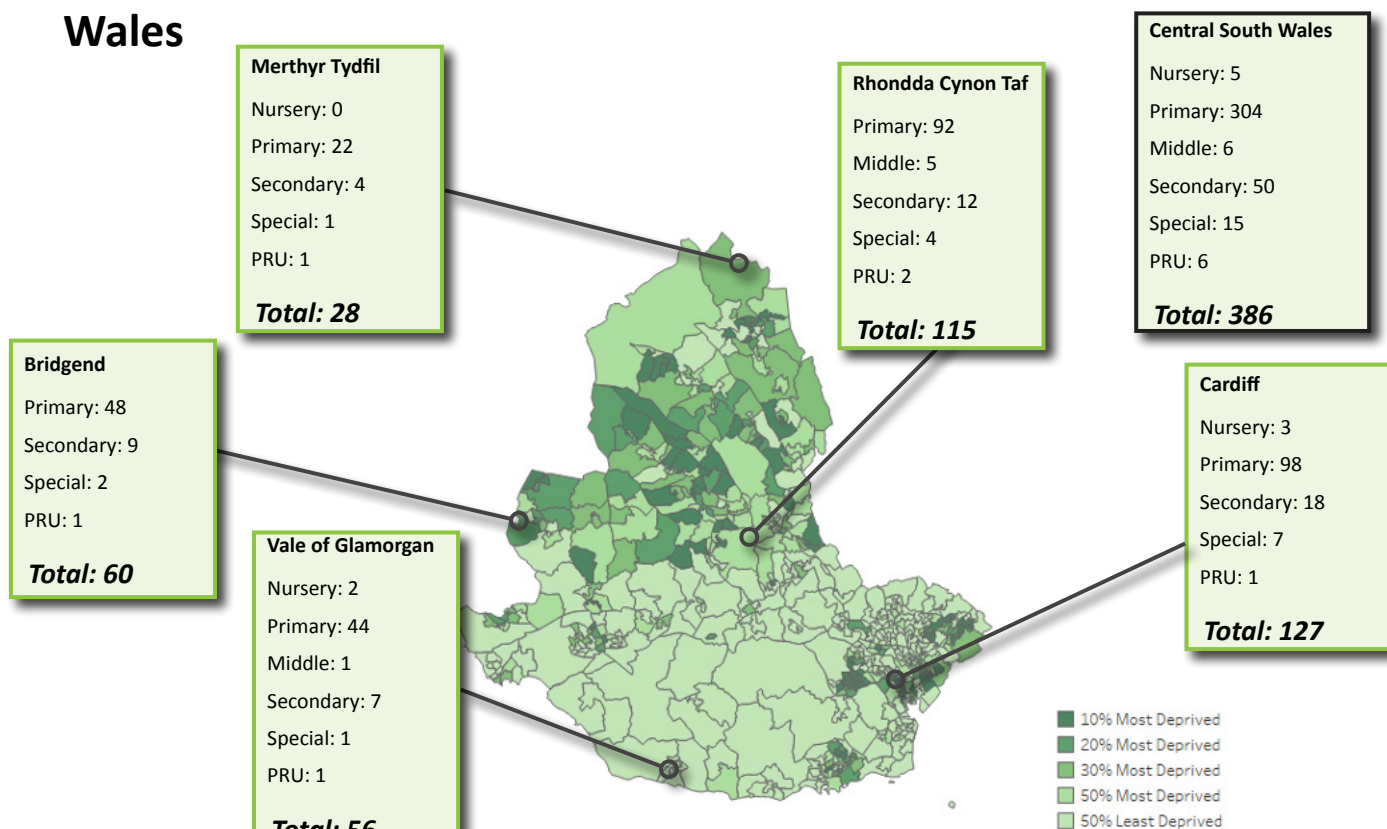 Wales
Merthyr Tydfil
Nursery: 0
Primary: 22
Secondary: 4
Special: 1
PRU: 1
Total: 28
Rhondda Cynon Taf
Primary: 92
Middle: 5
Secondary: 12
Special: 4
PRU: 2
Total: 115
Central South Wales
Nursery: 5
Primary: 304
Middle: 6
Secondary: 50
Special: 15
PRU: 6
Total: 386
Bridgend
Primary: 48
Secondary: 9
Special: 2
PRU: 1
Total: 60
Vale of Glamorgan
Nursery: 2
Primary: 44
Middle: 1
Secondary: 7
Special: 1
PRU: 1
Total: 56
Cardiff
Nursery: 3
Primary: 98
Secondary: 18
Special: 7
PRU: 1
Total: 127
10% Most Deprived
20% Most Deprived
30% Most Deprived
50% Most Deprived
50% Least Deprived